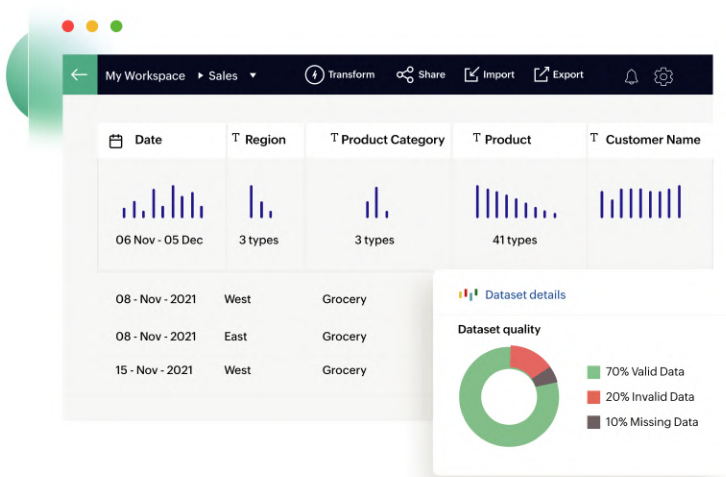 My Workspace Sales Transform Share Import Export
Date T Region T Product Category T Product T Customer Name
06 Nov - 05 Dec 3 types 3 types 41 types
08 - Nov - 2021 West Grocery
08 - Nov - 2021 East Grocery
15 - Nov - 2021 West Grocery
Dataset details
Dataset quality
70% Valid Data
20% Invalid Data
10% Missing Data